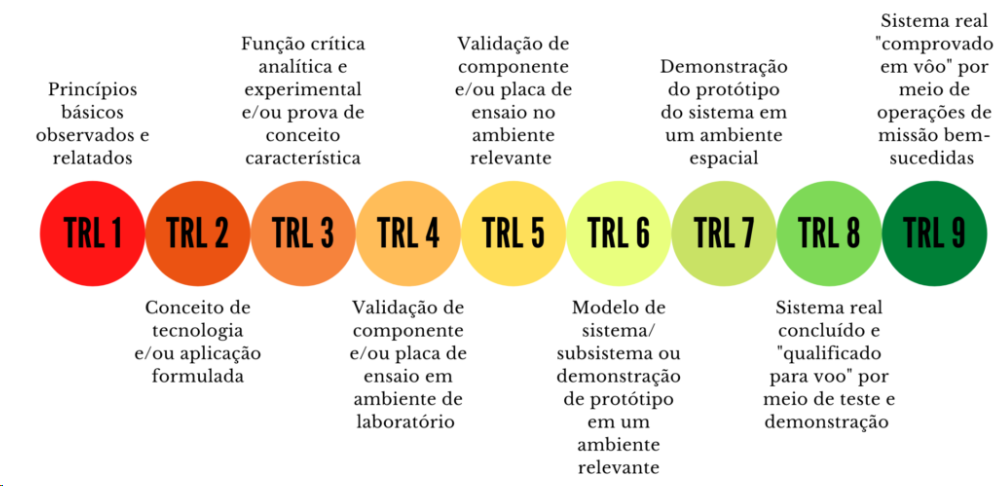 Princípios
básicos
observados e
relatados
Função crítica
analítica e
experimental
e/ou prova de
conceito
característica
Validação de
componente
e/ou placa de
ensaio no
ambiente
relevante
Demonstração
do protótipo
do sistema em
um ambiente
espacial
Sistema real
"comprovado
em vôo" por
meio de
operações de
missão bem-
sucedidas
TRL 1
TRL 2
TRL 3
TRL 4
TRL 5
TRL 6
TRL 7
TRL 8
TRL 9
Conceito de
tecnologia
e/ou aplicação
formulada
Validação de
componente
e/ou placa de
ensaio em
ambiente de
laboratório
Modelo de
sistema/
subsistema ou
demonstração
de protótipo
em um
ambiente
relevante
Sistema real
concluído e
"qualificado
para voo" por
meio de teste e
demonstração